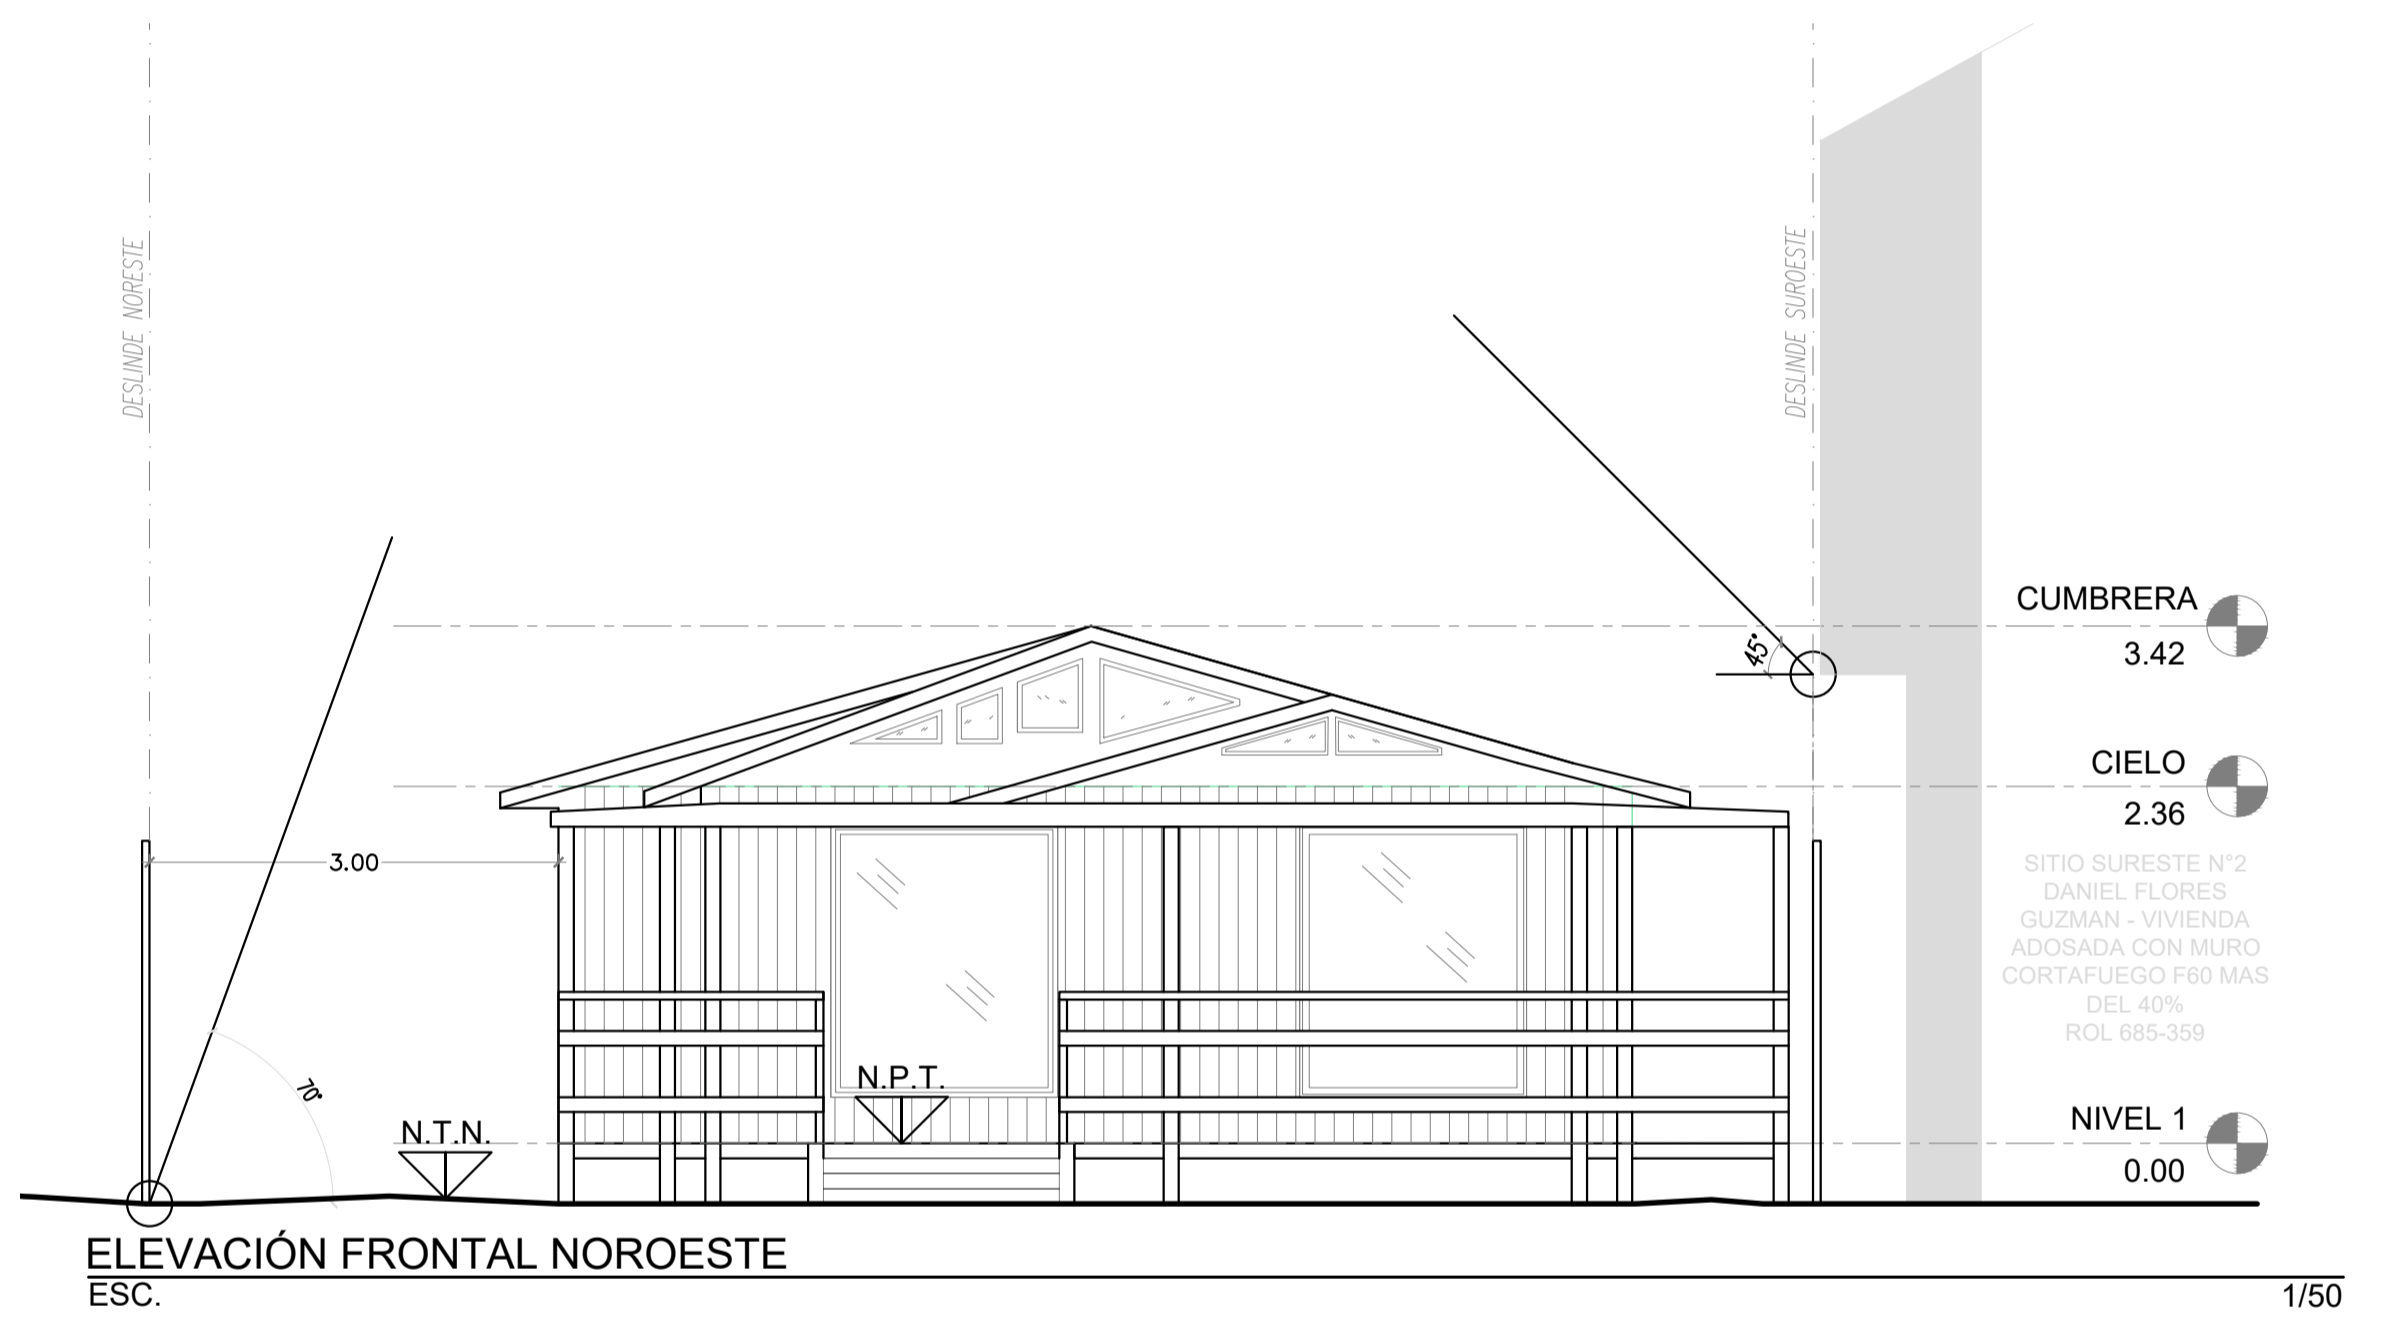 DESLINDE NORESTE
DESLINDE SUROESTE
CUMBRERA
3.42
45°
CIELO
2.36
3.00
SITIO SURESTE N°2
DANIEL FLORES
GUZMAN - VIVIENDA
ADOSADA CON MURO
CORTAFUEGO F60 MAS
DEL 40%
ROL 685-359
70°
N.T.N.
N.P.T.
NIVEL 1
0.00
ELEVACIÓN FRONTAL NOROESTE
ESC.
1/50